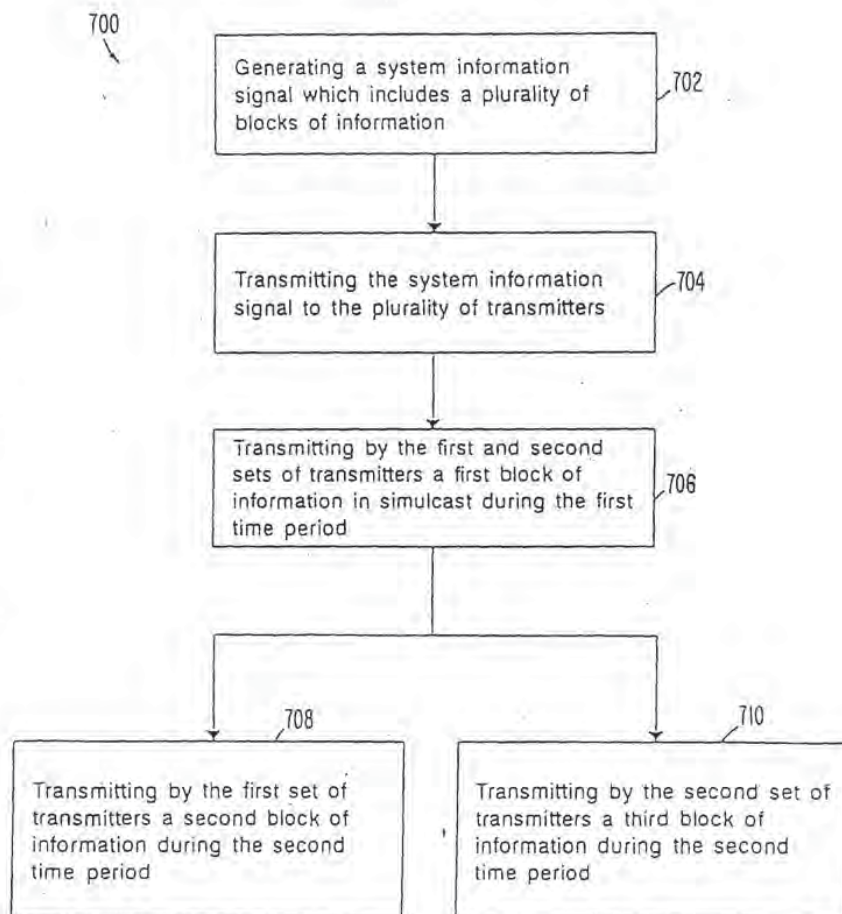 700
Generating a system information
signal which includes a plurality of
blocks of information
702
Transmitting the system information
signal to the plurality of transmitters
704
Transmitting by the first and second
sets of transmitters a first block of
information in simulcast during the first
time period
706
708
Transmitting by the first set of
transmitters a second block of
information during the second
time period
710
Transmitting by the second set of
transmitters a third block of
information during the second
time period